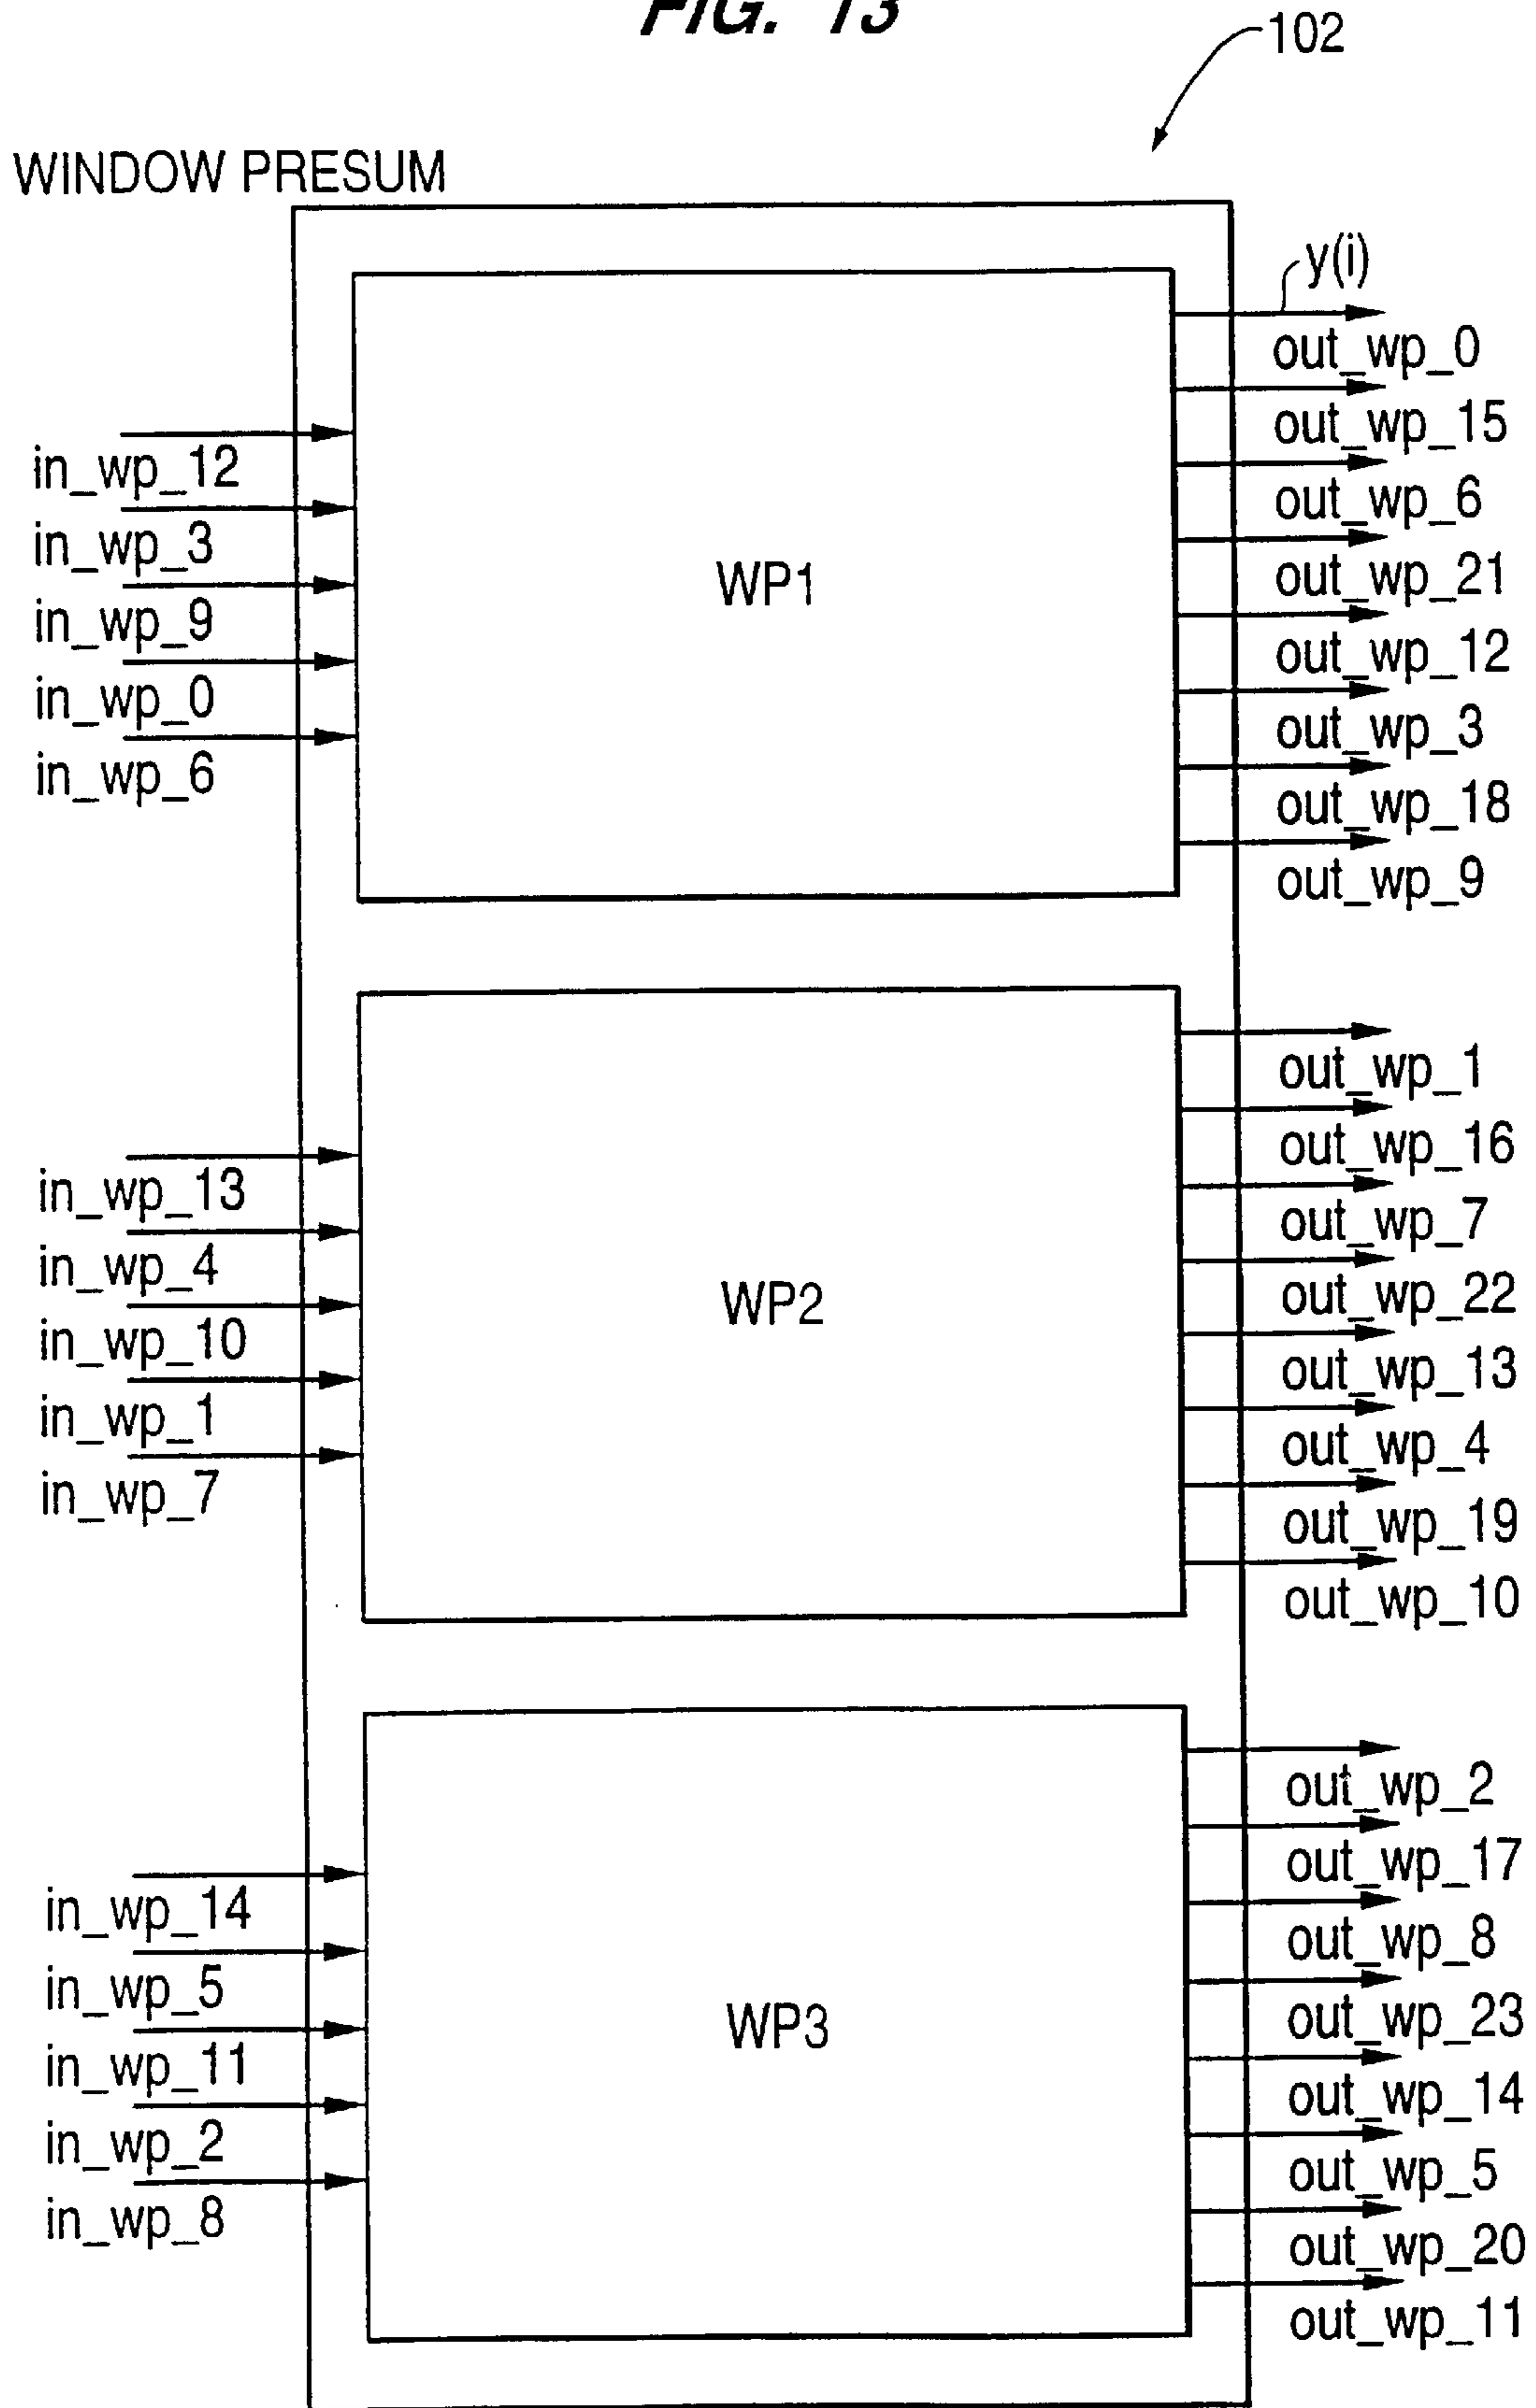 FIG. 13
102
WINDOW PRESUM
y(i)
out_wp_0
out_wp_15
out_wp_6
out_wp_21
out_wp_12
out_wp_3
out_wp_18
out_wp_9
in_wp_12
in_wp_3
in_wp_9
in_wp_0
in_wp_6
WP1
out_wp_1
out_wp_16
out_wp_7
out_wp_22
out_wp_13
out_wp_4
out_wp_19
out_wp_10
in_wp_13
in_wp_4
in_wp_10
in_wp_1
in_wp_7
WP2
out_wp_2
out_wp_17
out_wp_8
out_wp_23
out_wp_14
out_wp_5
out_wp_20
out_wp_11
in_wp_14
in_wp_5
in_wp_11
in_wp_2
in_wp_8
WP3